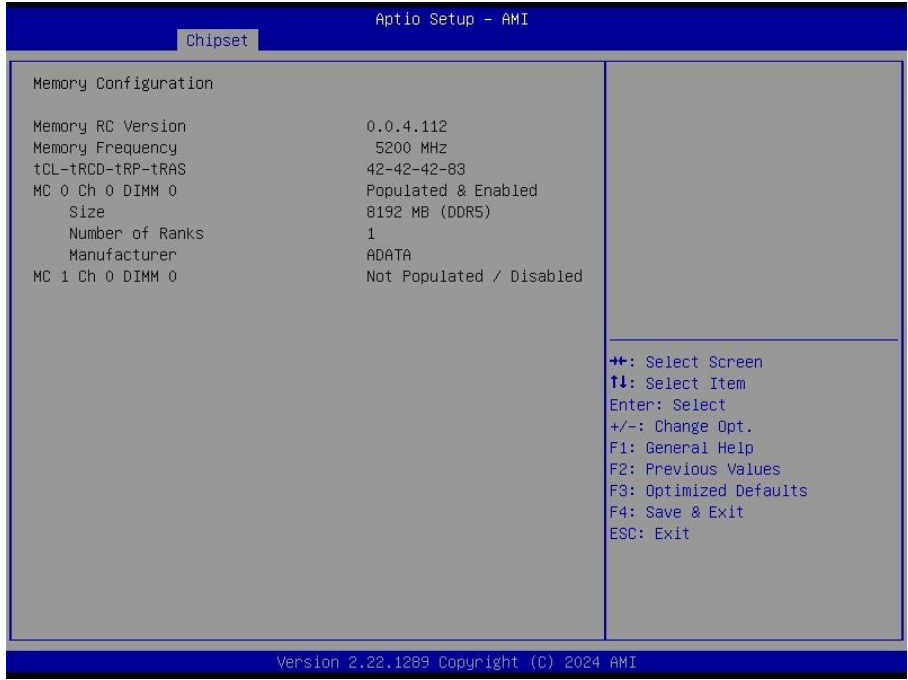 Aptio Setup - AMI
Chipset
Memory Configuration
Memory RC Version 0.0.4.112
Memory Frequency 5200 MHz
tCL-tRCD-tRP-tRAS 42-42-42-83
MC 0 Ch 0 DIMM 0 Populated & Enabled
Size 8192 MB (DDR5)
Number of Ranks 1
Manufacturer ADATA
MC 1 Ch 0 DIMM 0 Not Populated / Disabled
→←: Select Screen
↑↓: Select Item
Enter: Select
+/-: Change Opt.
F1: General Help
F2: Previous Values
F3: Optimized Defaults
F4: Save & Exit
ESC: Exit
Version 2.22.1289 Copyright (C) 2024 AMI